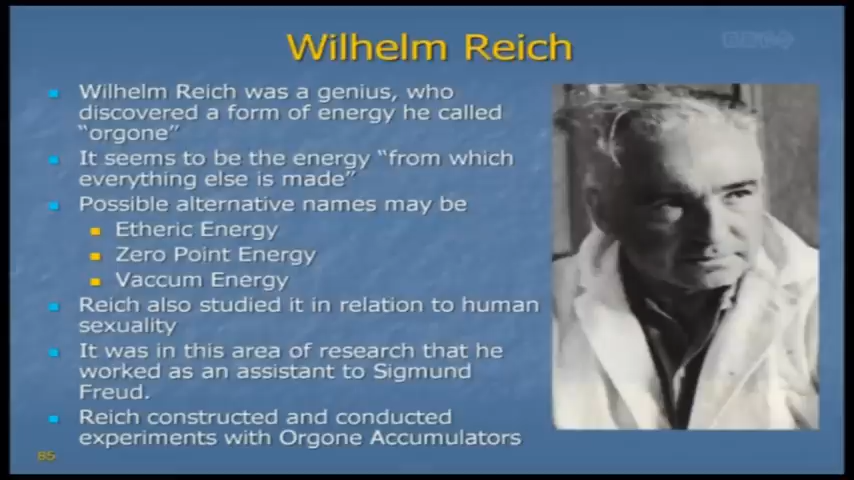 Wilhelm Reich
Wilhelm Reich was a genius, who
discovered a form of energy he called
“orgone”
It seems to be the energy “from which
everything else is made”
Possible alternative names may be
Etheric Energy
Zero Point Energy
Vaccum Energy
Reich also studied it in relation to human
sexuality
It was in this area of research that he
worked as an assistant to Sigmund
Freud.
Reich constructed and conducted
experiments with Orgone Accumulators
85